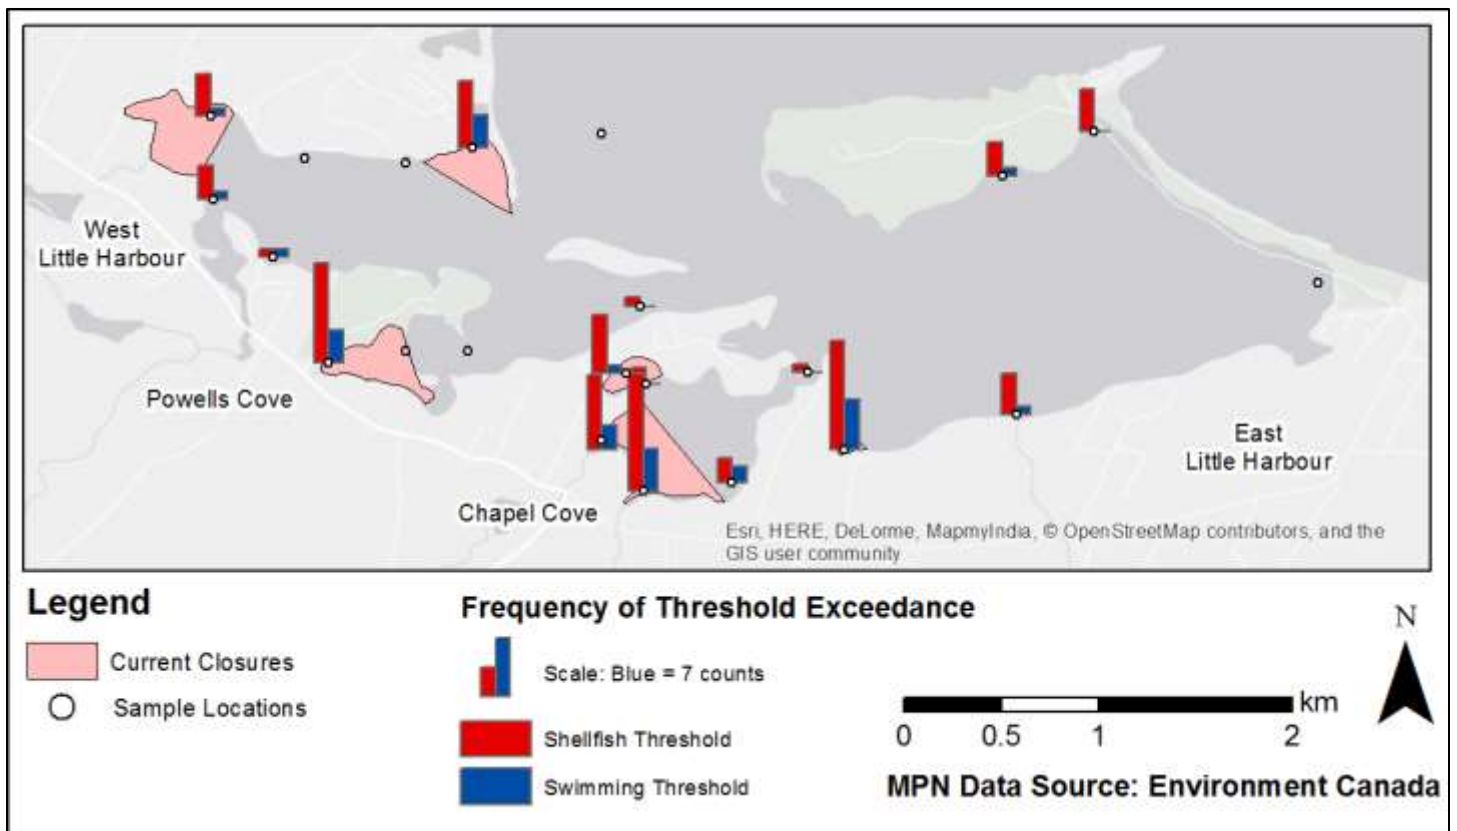 West
Little Harbour
Powells Cove
Chapel Cove
East
Little Harbour
Esri, HERE, DeLorme, MapmyIndia, © OpenStreetMap contributors, and the
GIS user community
Legend
Current Closures
Sample Locations
Frequency of Threshold Exceedance
Scale: Blue = 7 counts
Shellfish Threshold
Swimming Threshold
N
km
0 0.5 1 2
MPN Data Source: Environment Canada